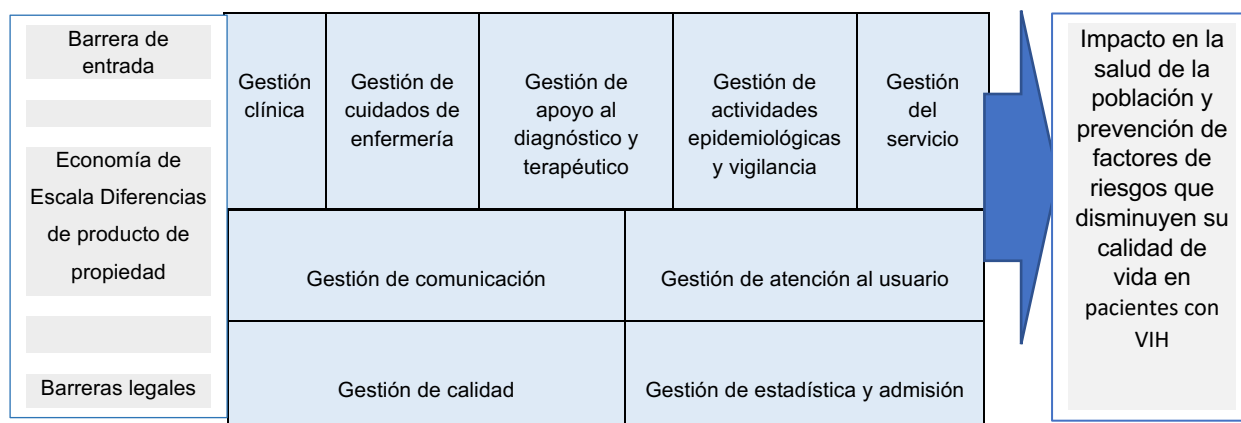 Barrera de
entrada
Economía de
Escala Diferencias
de producto de
propiedad
Barreras legales
Gestión
clínica
Gestión de
cuidados de
enfermería
Gestión de
apoyo al
diagnóstico y
terapéutico
Gestión de
actividades
epidemiológicas
y vigilancia
Gestión
del
servicio
Gestión de comunicación
Gestión de atención al usuario
Gestión de calidad
Gestión de estadística y admisión
Impacto en la
salud de la
población y
prevención de
factores de
riesgos que
disminuyen su
calidad de
vida en
pacientes con
VIH